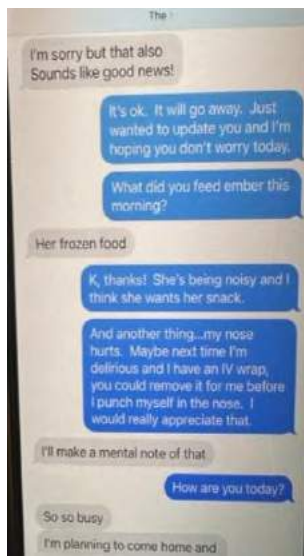 The
I'm sorry but that also
Sounds like good news!
It's ok. It will go away. Just
wanted to update you and I'm
hoping you don't worry today.
What did you feed ember this
morning?
Her frozen food
K, thanks! She's being noisy and I
think she wants her snack.
And another thing...my nose
hurts. Maybe next time I'm
delirious and I have an IV wrap,
you could remove it for me before
I punch myself in the nose. I
would really appreciate that.
I'll make a mental note of that
How are you today?
So so busy
I'm planning to come home and